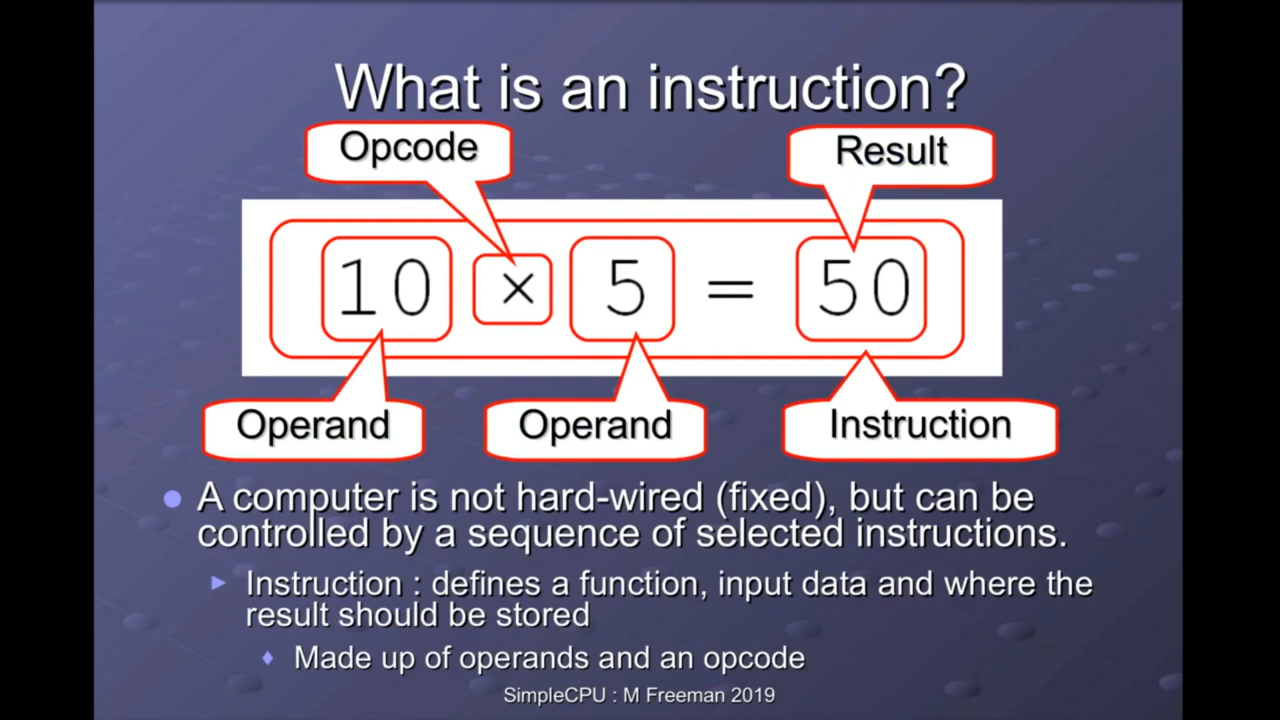 What is an instruction?
Opcode
Result
10 × 5 = 50
Operand
Operand
Instruction
A computer is not hard-wired (fixed), but can be
controlled by a sequence of selected instructions.
Instruction : defines a function, input data and where the
result should be stored
Made up of operands and an opcode
SimpleCPU : M Freeman 2019